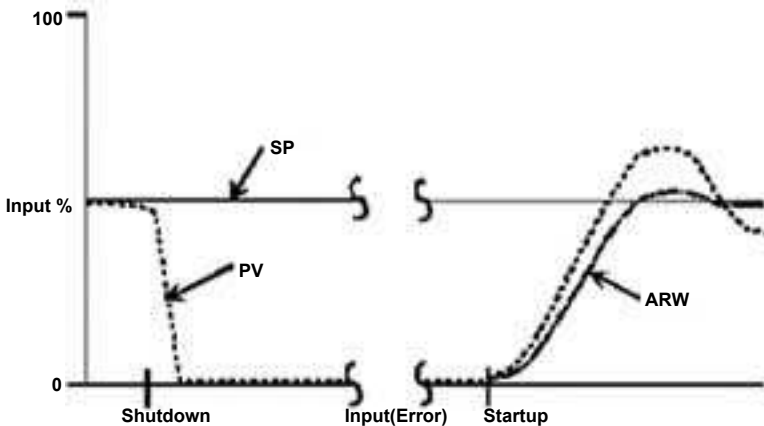 100
SP
Input %
PV
ARW
0
Shutdown
Input(Error)
Startup